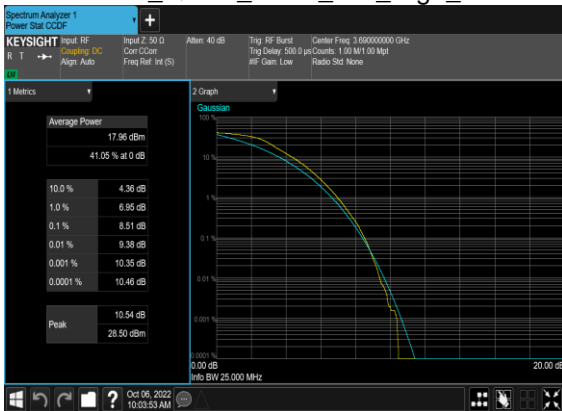 Spectrum Analyzer 1
Power Stat CCDF
KEYSIGHT
R T
Input: RF
Coupling: DC
Align: Auto
Input Z: 50 Ω
Corr CCorr
Freq Ref: Int (S)
Atten: 40 dB
Trig: RF Burst
Trig Delay: 500.0 µs
#IF Gain: Low
Center Freq: 3.690000000 GHz
Counts: 1.00 M/1.00 Mpt
Radio Std: None
1 Metrics
Average Power
17.96 dBm
41.05 % at 0 dB
10.0 % 4.36 dB
1.0 % 6.95 dB
0.1 % 8.51 dB
0.01 % 9.38 dB
0.001 % 10.35 dB
0.0001 % 10.46 dB
Peak
10.54 dB
28.50 dBm
2 Graph
Gaussian
100 %
10 %
1 %
0.1 %
0.01 %
0.001 %
0.0001 %
0.00 dB
20.00 dB
Info BW 25.000 MHz
Oct 06, 2022
10:03:53 AM